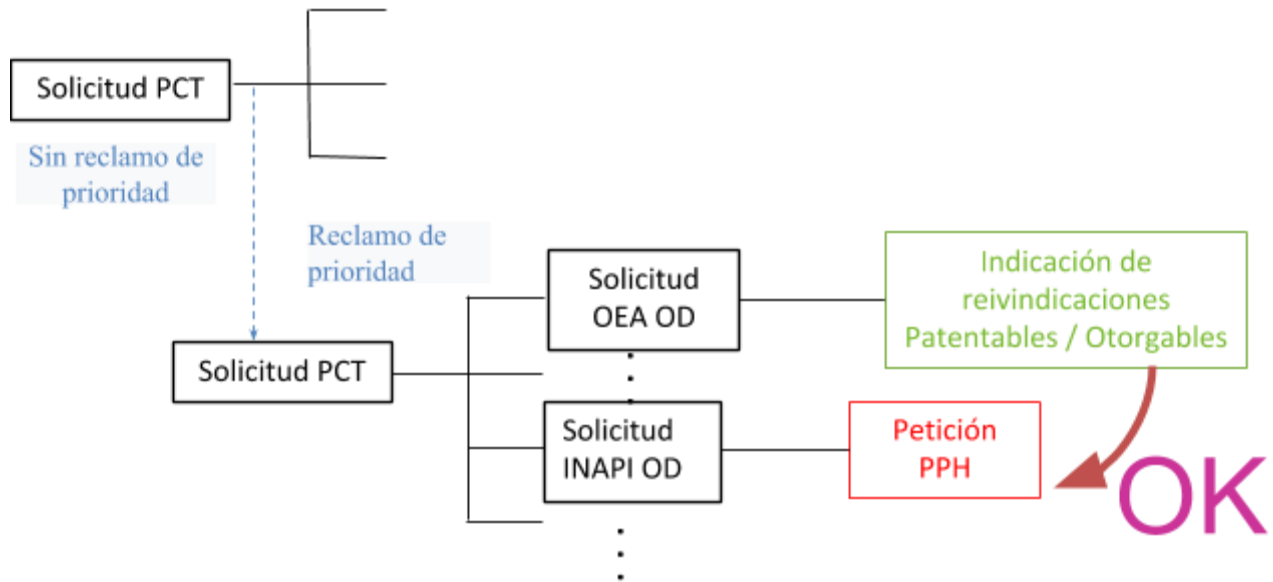 Solicitud PCT
Sin reclamo de
prioridad
Reclamo de
prioridad
Solicitud PCT
Solicitud
OEA OD
Indicación de
reivindicaciones
Patentables / Otorgables
Solicitud
INAPI OD
Petición
PPH
OK